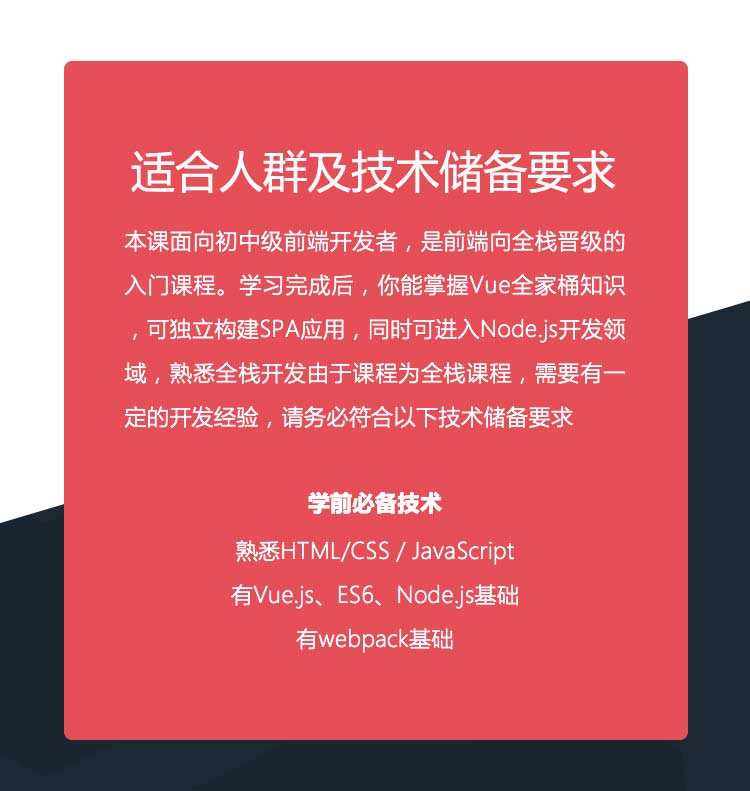 适合人群及技术储备要求
本课面向初中级前端开发者，是前端向全栈晋级的
入门课程。学习完成后，你能掌握Vue全家桶知识
，可独立构建SPA应用，同时可进入Node.js开发领
域，熟悉全栈开发由于课程为全栈课程，需要有一
定的开发经验，请务必符合以下技术储备要求
学前必备技术
熟悉HTML/CSS / JavaScript
有Vue.js、ES6、Node.js基础
有webpack基础